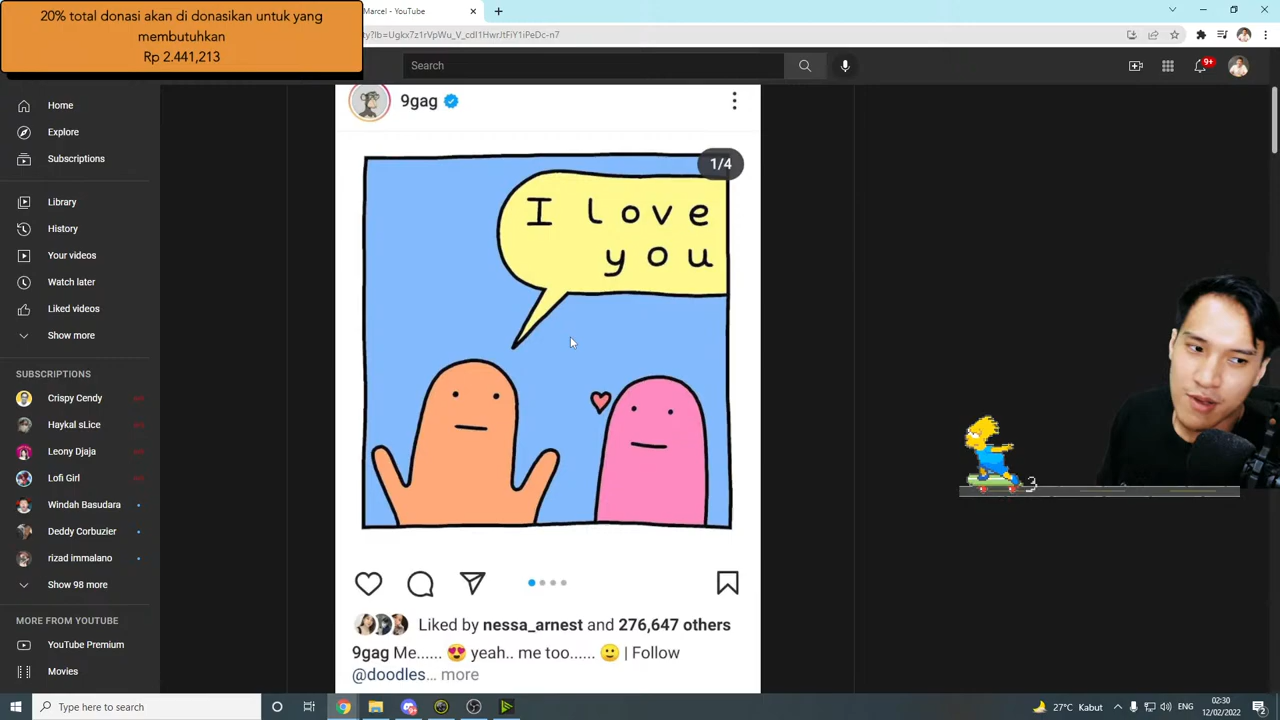 20% total donasi akan di donasikan untuk yang
membutuhkan
Rp 2.441,213
Marcel - YouTube
Search
9+
Home
Explore
Subscriptions
Library
History
Your videos
Watch later
Liked videos
Show more
SUBSCRIPTIONS
Crispy Cendy
Haykal sLice
Leony Djaja
Lofi Girl
Windah Basudara
Deddy Corbuzier
rizad immalano
Show 98 more
MORE FROM YOUTUBE
YouTube Premium
Movies
9gag
1/4
I love
you
Liked by nessa_arnest and 276,647 others
9gag Me...... 😍 yeah.. me too...... 🙂 | Follow
@doodles... more
Type here to search
27°C Kabut
ENG
02:30
12/02/2022
2